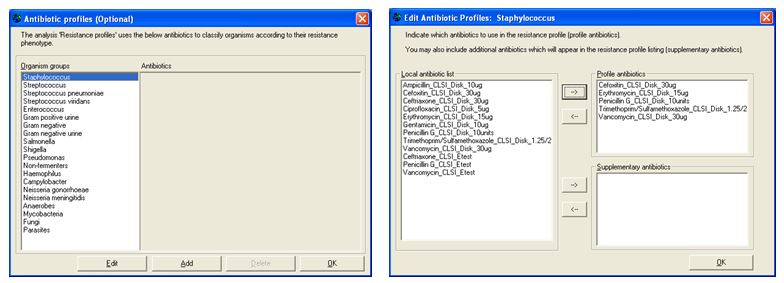 Antibiotic profiles (Optional)
The analysis 'Resistance profiles' uses the below antibiotics to classify organisms according to their resistance
phenotype.
Organism groups
Antibiotics
Staphylococcus
Streptococcus
Streptococcus pneumoniae
Streptococcus viridans
Enterococcus
Gram positive urine
Gram negative
Gram negative urine
Salmonella
Shigella
Pseudomonas
Non-fermenters
Haemophilus
Campylobacter
Neisseria gonorrhoeae
Neisseria meningitidis
Anaerobes
Mycobacteria
Fungi
Parasites
Edit
Add
Delete
OK
Edit Antibiotic Profiles: Staphylococcus
Indicate which antibiotics to use in the resistance profile (profile antibiotics).
You may also include additional antibiotics which will appear in the resistance profile listing (supplementary antibiotics).
Local antibiotic list
Ampicillin_CLSI_Disk_10ug
Cefoxitin_CLSI_Disk_30ug
Ceftriaxone_CLSI_Disk_30ug
Ciprofloxacin_CLSI_Disk_5ug
Erythromycin_CLSI_Disk_15ug
Gentamicin_CLSI_Disk_10ug
Penicillin G_CLSI_Disk_10units
Trimethoprim/Sulfamethoxazole_CLSI_Disk_1.25/2
Vancomycin_CLSI_Disk_30ug
Ceftriaxone_CLSI_Etest
Penicillin G_CLSI_Etest
Vancomycin_CLSI_Etest
-->
<--
-->
<--
Profile antibiotics
Cefoxitin_CLSI_Disk_30ug
Erythromycin_CLSI_Disk_15ug
Penicillin G_CLSI_Disk_10units
Trimethoprim/Sulfamethoxazole_CLSI_Disk_1.25/2
Vancomycin_CLSI_Disk_30ug
Supplementary antibiotics
OK